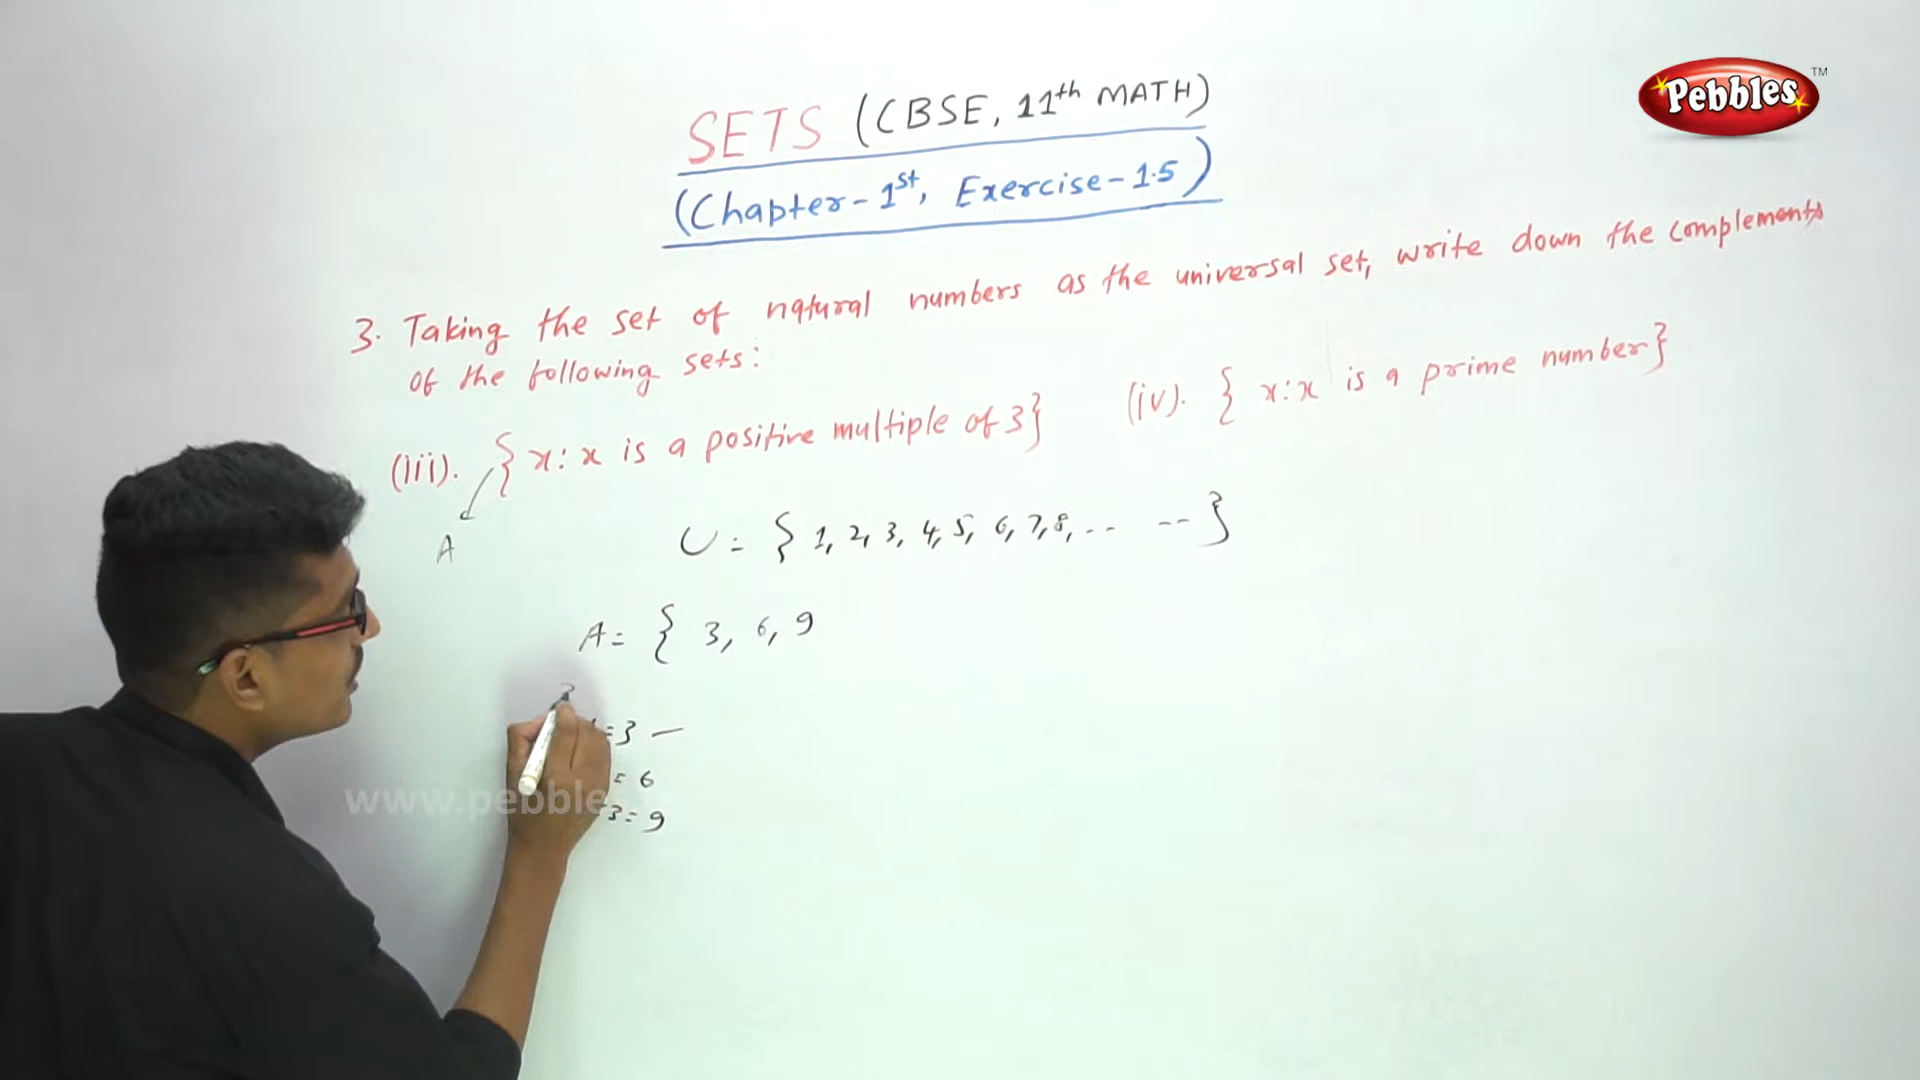 Pebbles TM
SETS (CBSE, 11th MATH)
(Chapter-1st, Exercise-1.5)
3. Taking the set of natural numbers as the universal set, write down the complements
of the following sets:
(iii). {x:x is a positive multiple of 3}
(iv). { x:x is a prime number}
A
U = { 1, 2, 3, 4, 5, 6, 7, 8, .. -- }
A = { 3, 6, 9
=3 —
= 6
3 = 9
www.pebble